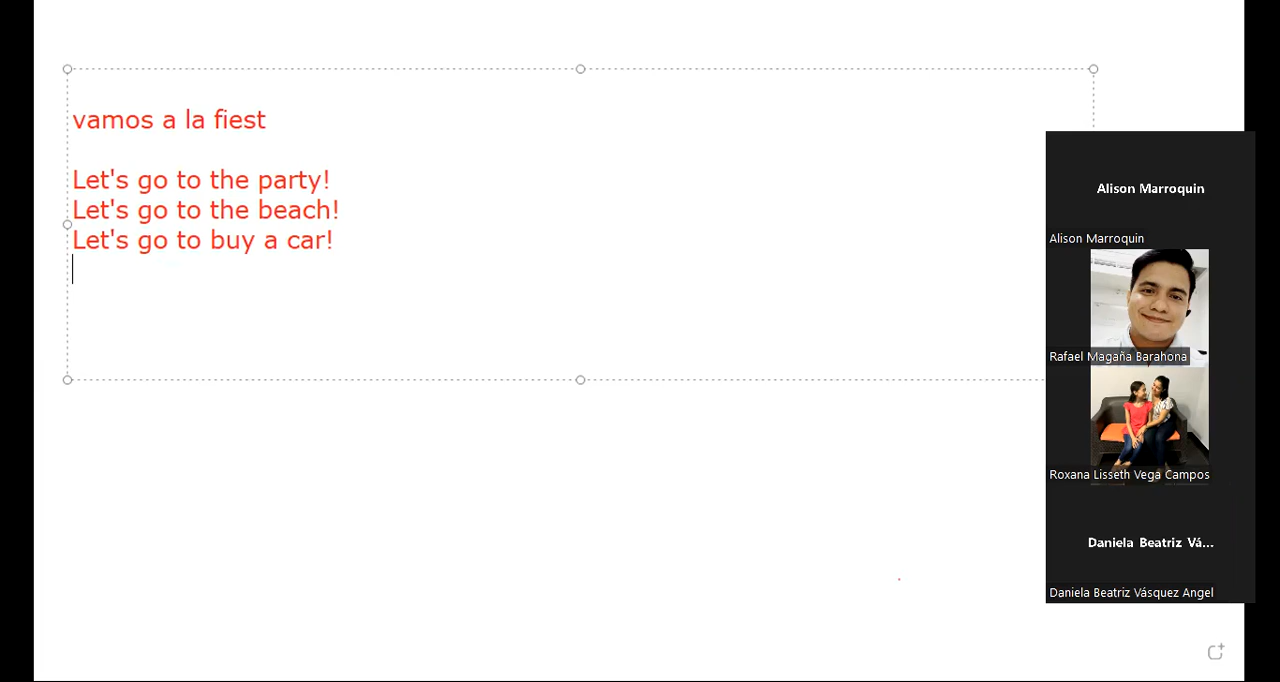 vamos a la fiest
Let's go to the party!
Let's go to the beach!
Let's go to buy a car!
Alison Marroquin
Alison Marroquin
Rafael Magaña Barahona
Roxana Lisseth Vega Campos
Daniela Beatriz Vá...
Daniela Beatriz Vásquez Angel